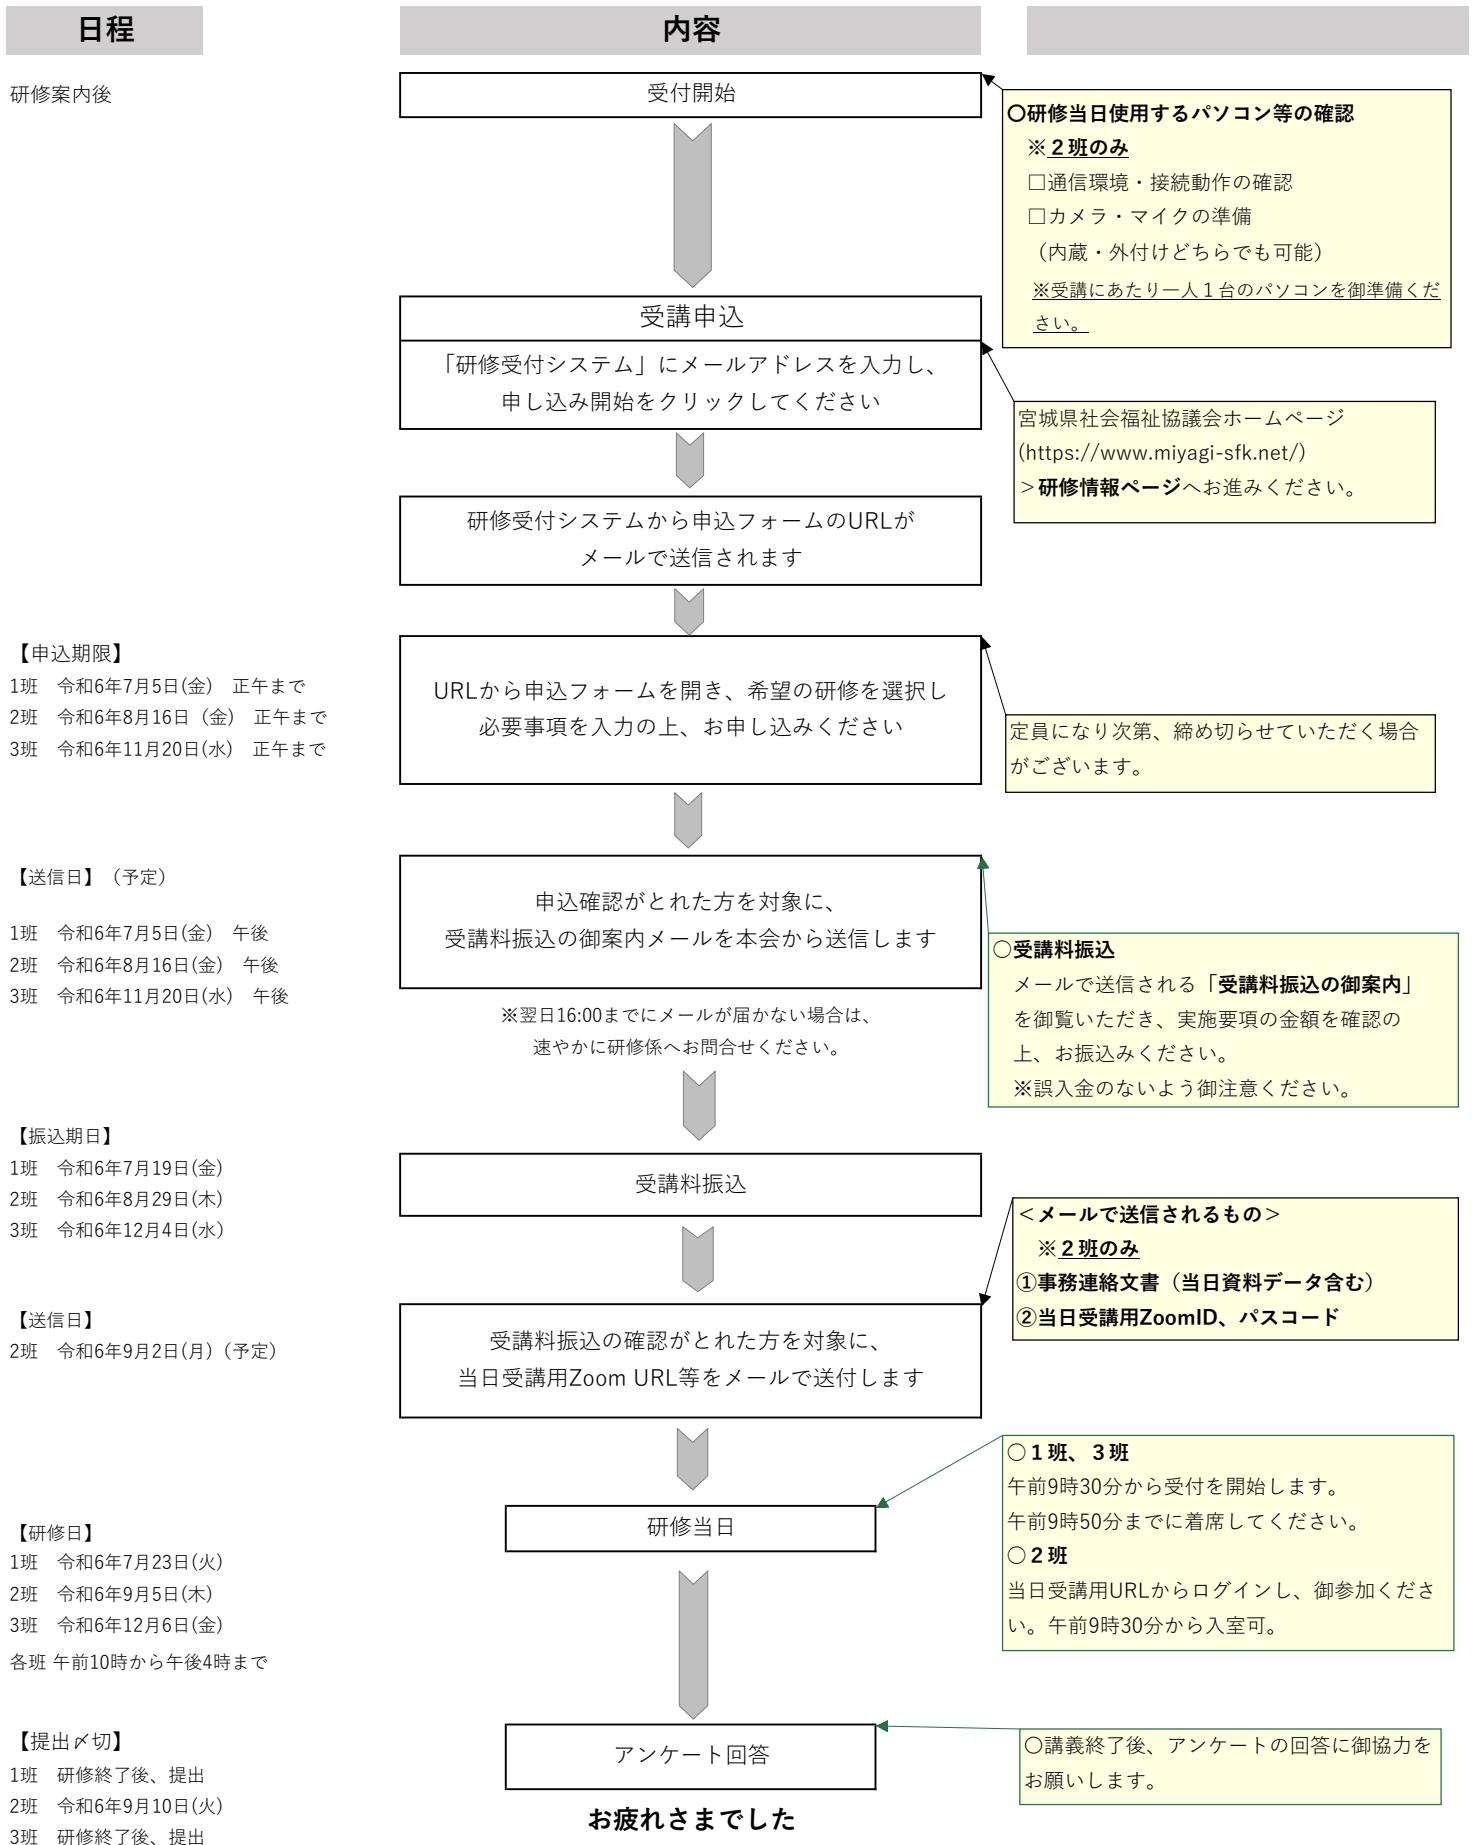 日程
内容
研修案内後
受付開始
〇研修当日使用するパソコン等の確認
※２班のみ
□通信環境・接続動作の確認
□カメラ・マイクの準備
（内蔵・外付けどちらでも可能）
※受講にあたり一人１台のパソコンを御準備くだ
さい。
受講申込
「研修受付システム」にメールアドレスを入力し、
申し込み開始をクリックしてください
宮城県社会福祉協議会ホームページ
(https://www.miyagi-sfk.net/)
＞研修情報ページへお進みください。
研修受付システムから申込フォームのURLが
メールで送信されます
【申込期限】
1班　令和6年7月5日(金)　正午まで
2班　令和6年8月16日（金）　正午まで
3班　令和6年11月20日(水)　正午まで
URLから申込フォームを開き、希望の研修を選択し
必要事項を入力の上、お申し込みください
定員になり次第、締め切らせていただく場合
がございます。
【送信日】（予定）
1班　令和6年7月5日(金)　午後
2班　令和6年8月16日(金)　午後
3班　令和6年11月20日(水)　午後
申込確認がとれた方を対象に、
受講料振込の御案内メールを本会から送信します
※翌日16:00までにメールが届かない場合は、
速やかに研修係へお問合せください。
○受講料振込
メールで送信される「受講料振込の御案内」
を御覧いただき、実施要項の金額を確認の
上、お振込みください。
※誤入金のないよう御注意ください。
【振込期日】
1班　令和6年7月19日(金)
2班　令和6年8月29日(木)
3班　令和6年12月4日(水)
受講料振込
＜メールで送信されるもの＞
※２班のみ
①事務連絡文書（当日資料データ含む）
②当日受講用ZoomID、パスコード
【送信日】
2班　令和6年9月2日(月)（予定）
受講料振込の確認がとれた方を対象に、
当日受講用Zoom URL等をメールで送付します
○１班、３班
午前9時30分から受付を開始します。
午前9時50分までに着席してください。
○２班
当日受講用URLからログインし、御参加くださ
い。午前9時30分から入室可。
研修当日
【研修日】
1班　令和6年7月23日(火)
2班　令和6年9月5日(木)
3班　令和6年12月6日(金)
各班 午前10時から午後4時まで
【提出〆切】
1班　研修終了後、提出
2班　令和6年9月10日(火)
3班　研修終了後、提出
アンケート回答
〇講義終了後、アンケートの回答に御協力を
お願いします。
お疲れさまでした